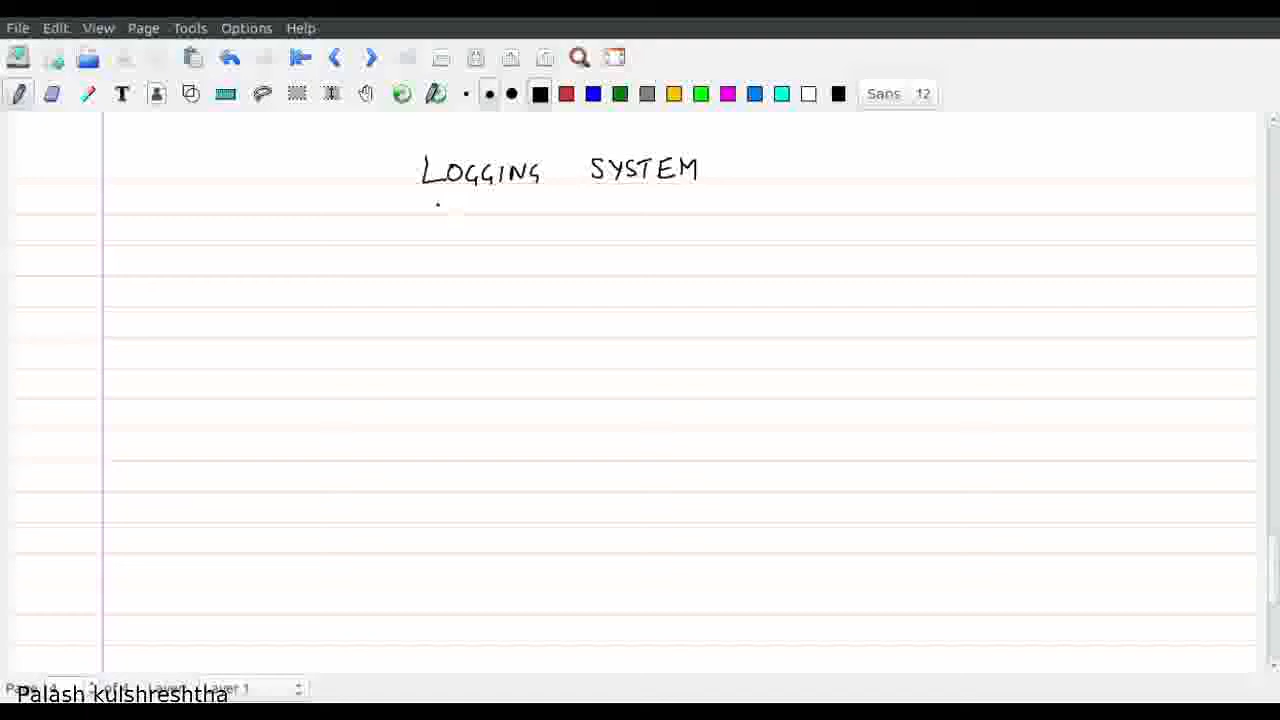 File Edit View Page Tools Options Help
Sans 12
LOGGING SYSTEM
Layer 1
Palash kulshreshtha